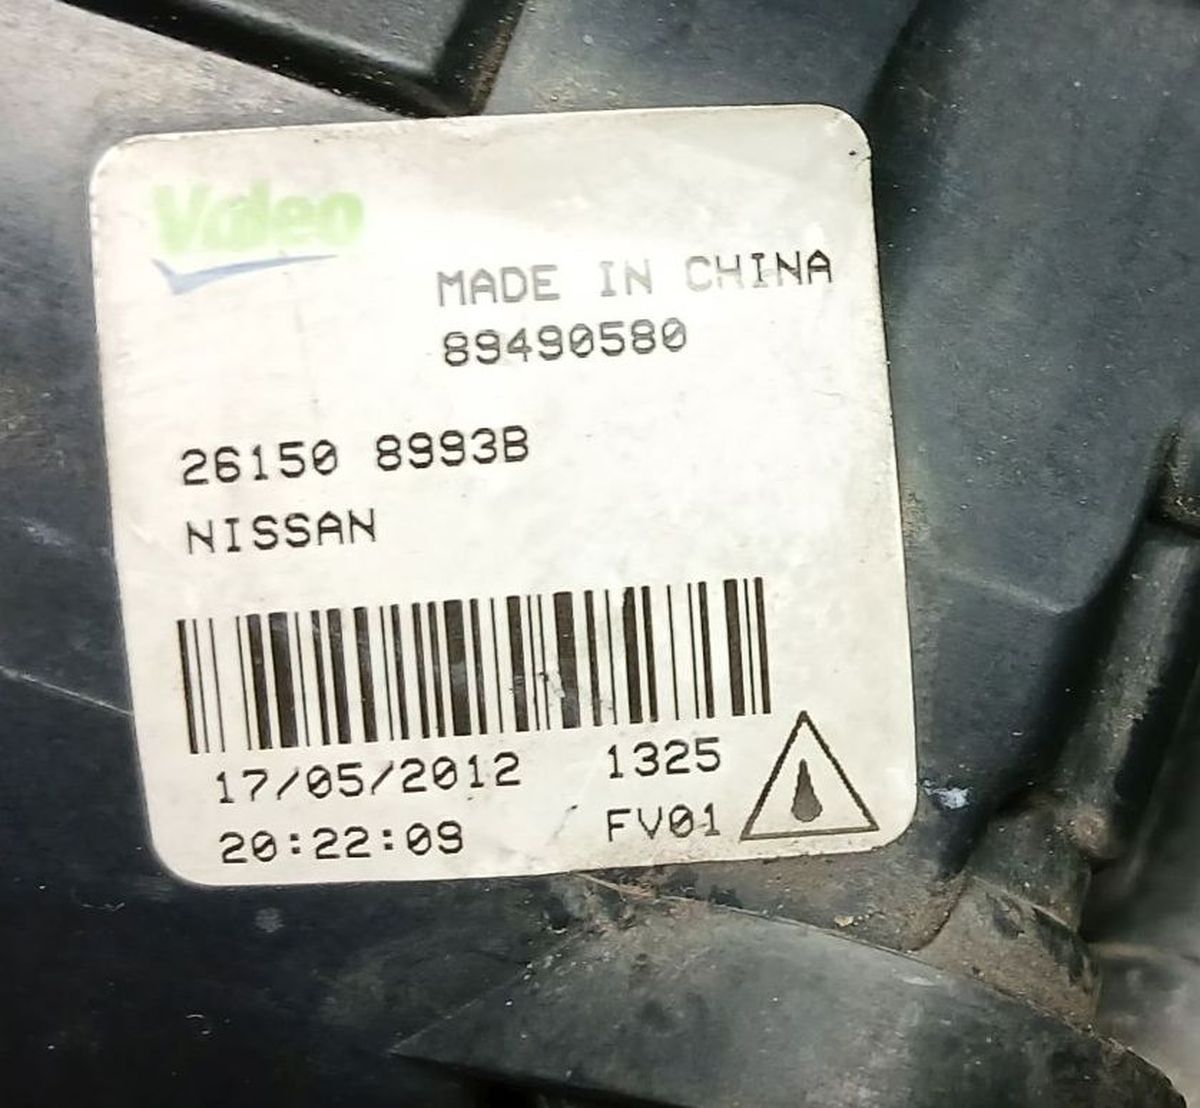 Valeo
MADE IN CHINA
89490580
26150 8993B
NISSAN
17/05/2012 1325
20:22:09 FV01